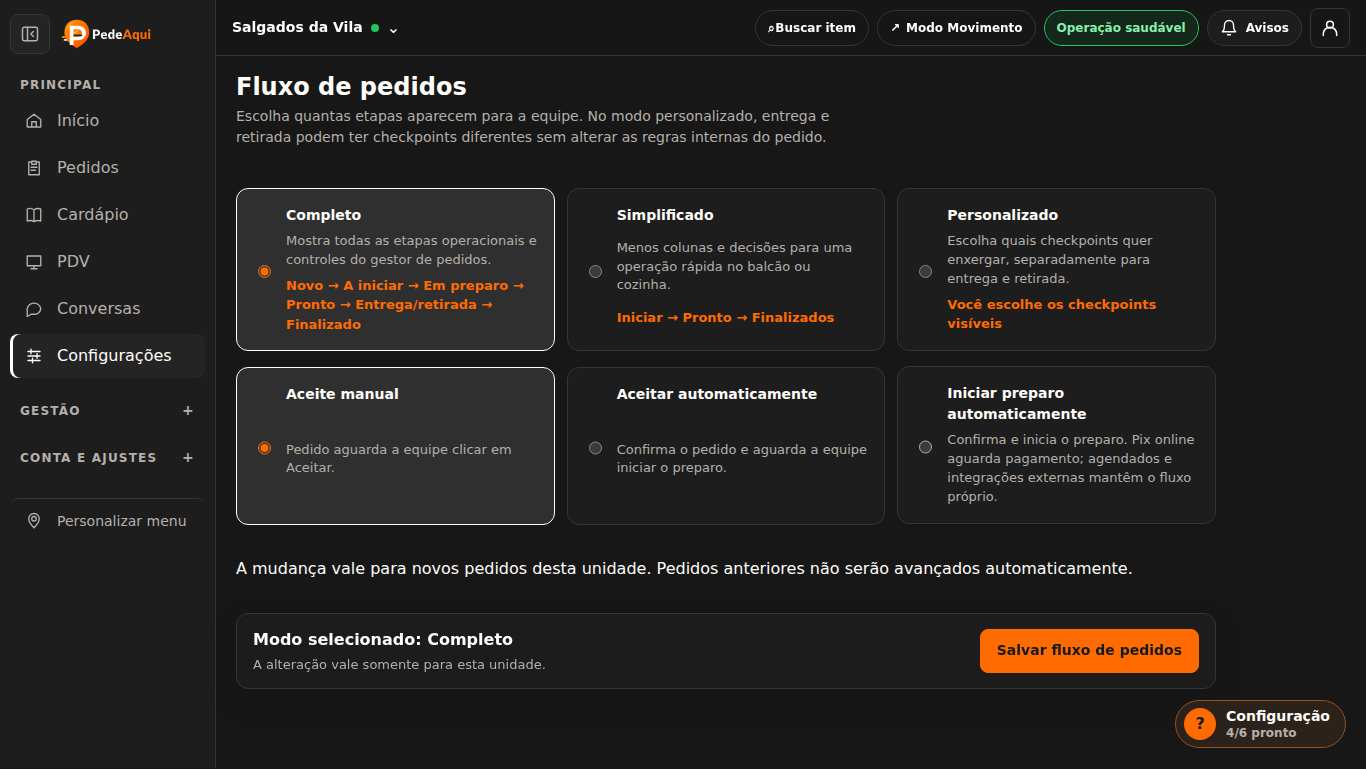 PedeAqui
PRINCIPAL
Início
Pedidos
Cardápio
PDV
Conversas
Configurações
GESTÃO +
CONTA E AJUSTES +
Personalizar menu
Salgados da Vila
Buscar item
↗ Modo Movimento
Operação saudável
Avisos
Fluxo de pedidos
Escolha quantas etapas aparecem para a equipe. No modo personalizado, entrega e
retirada podem ter checkpoints diferentes sem alterar as regras internas do pedido.
Completo
Mostra todas as etapas operacionais e
controles do gestor de pedidos.
Novo → A iniciar → Em preparo →
Pronto → Entrega/retirada →
Finalizado
Simplificado
Menos colunas e decisões para uma
operação rápida no balcão ou
cozinha.
Iniciar → Pronto → Finalizados
Personalizado
Escolha quais checkpoints quer
enxergar, separadamente para
entrega e retirada.
Você escolhe os checkpoints
visíveis
Aceite manual
Pedido aguarda a equipe clicar em
Aceitar.
Aceitar automaticamente
Confirma o pedido e aguarda a equipe
iniciar o preparo.
Iniciar preparo
automaticamente
Confirma e inicia o preparo. Pix online
aguarda pagamento; agendados e
integrações externas mantêm o fluxo
próprio.
A mudança vale para novos pedidos desta unidade. Pedidos anteriores não serão avançados automaticamente.
Modo selecionado: Completo
A alteração vale somente para esta unidade.
Salvar fluxo de pedidos
?
Configuração
4/6 pronto